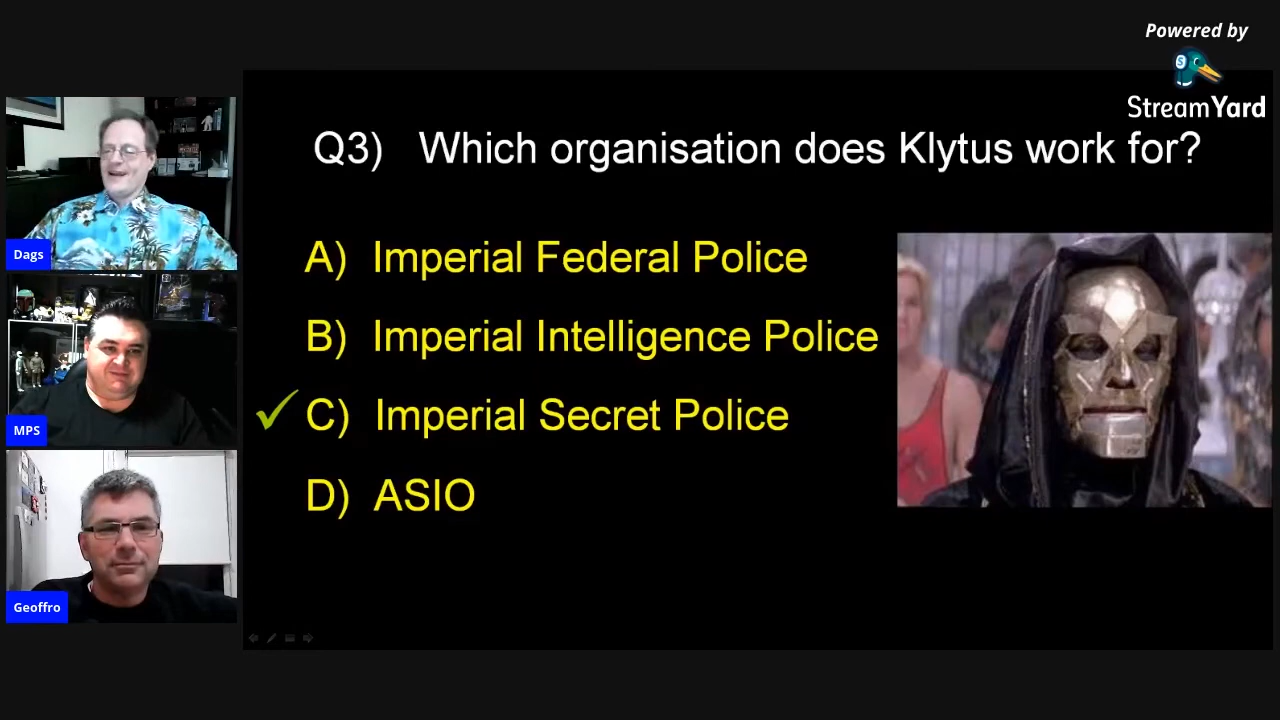 Powered by
StreamYard
Q3) Which organisation does Klytus work for?
A) Imperial Federal Police
B) Imperial Intelligence Police
C) Imperial Secret Police
D) ASIO
Dags
MPS
Geoffro